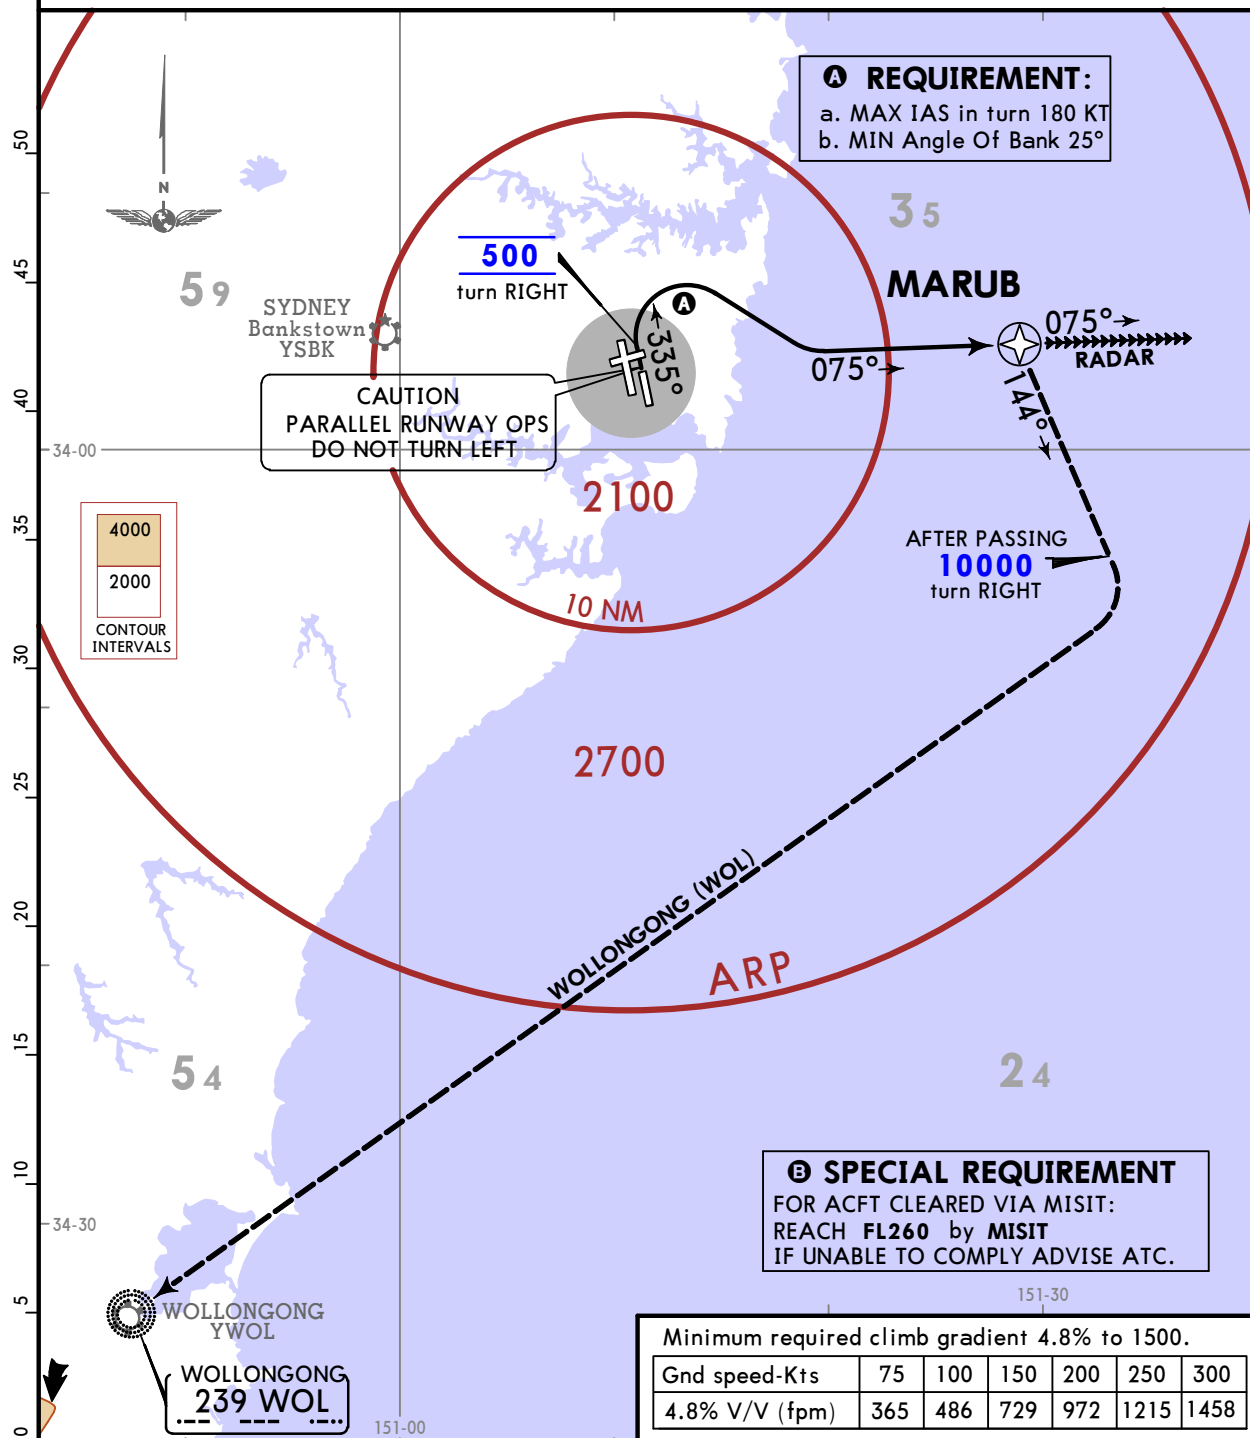 A REQUIREMENT:
a. MAX IAS in turn 180 KT
b. MIN Angle Of Bank 25°
50
N
35
45
500
turn RIGHT
59
MARUB
SYDNEY
Bankstown
YSBK
A
335°
075°
075°
RADAR
144°
40
CAUTION
PARALLEL RUNWAY OPS
DO NOT TURN LEFT
34-00
2100
4000
2000
CONTOUR
INTERVALS
35
AFTER PASSING
10000
turn RIGHT
10 NM
30
2700
25
WOLLONGONG (WOL)
20
ARP
15
54
24
10
B SPECIAL REQUIREMENT
FOR ACFT CLEARED VIA MISIT:
REACH FL260 by MISIT
IF UNABLE TO COMPLY ADVISE ATC.
34-30
151-30
5
WOLLONGONG
YWOL
WOLLONGONG
239 WOL
151-00
0
Minimum required climb gradient 4.8% to 1500.
Gnd speed-Kts 75 100 150 200 250 300
4.8% V/V (fpm) 365 486 729 972 1215 1458